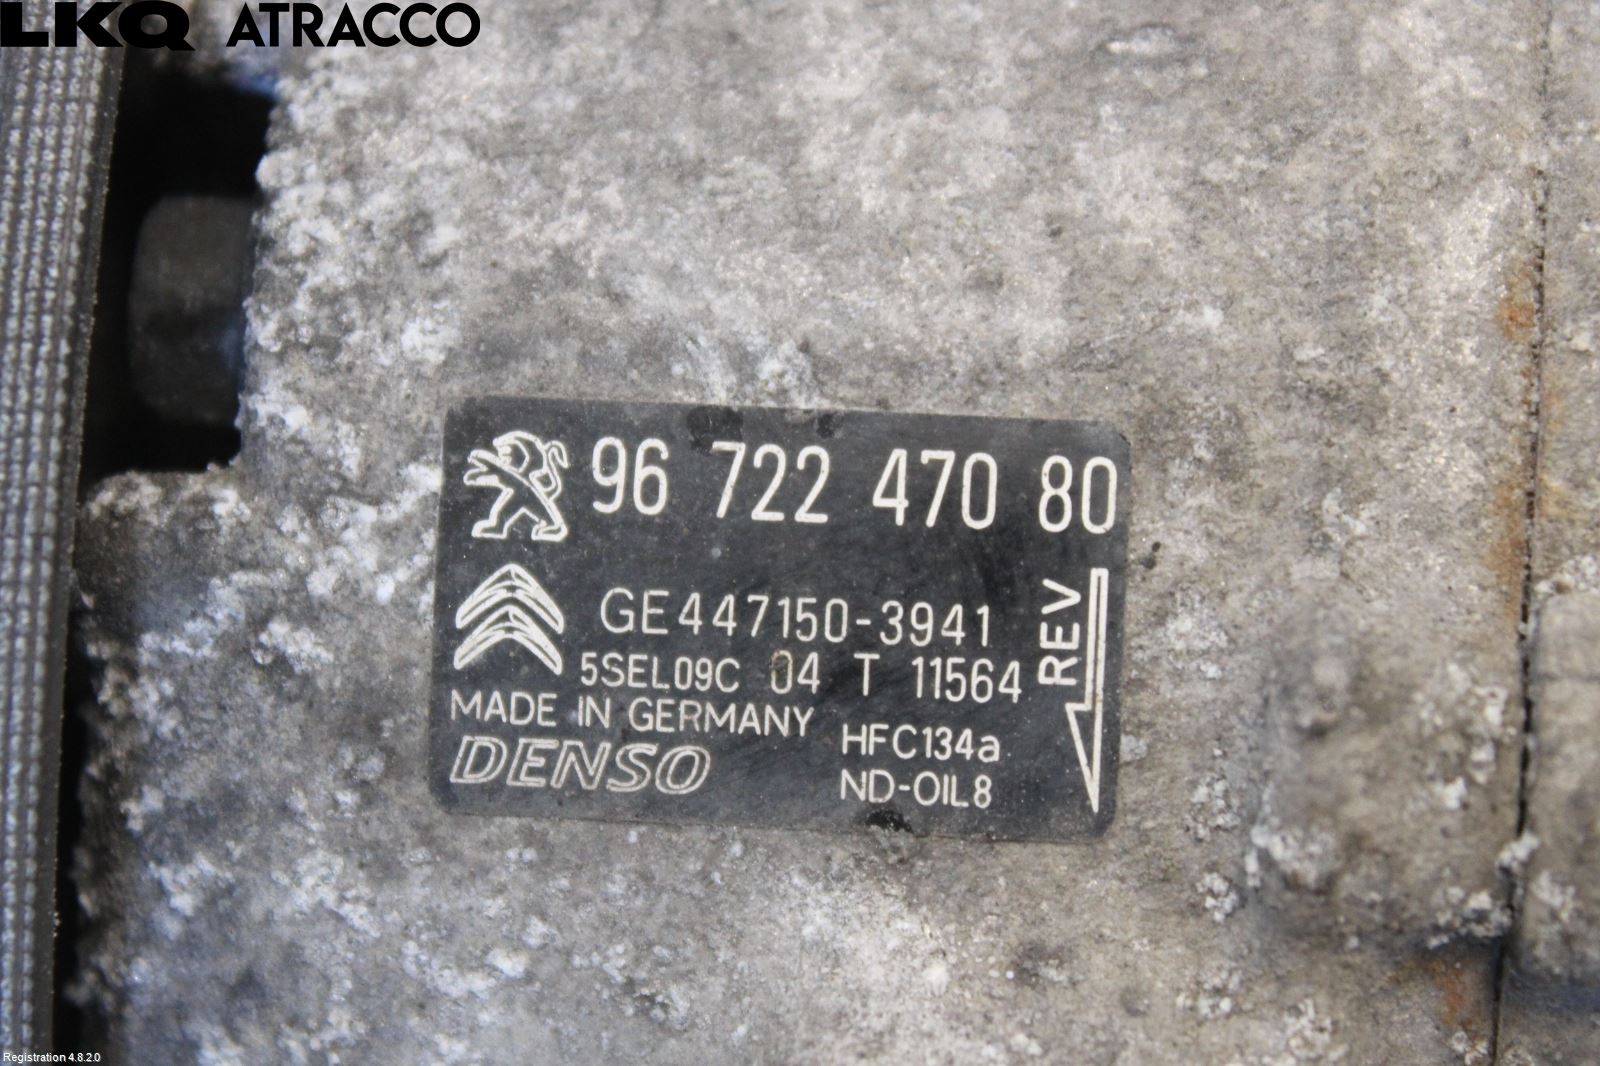 LKQ ATRACCO
96 722 470 80
GE447150-3941
5SEL09C 04 T 11564
REV
MADE IN GERMANY
HFC134a
DENSO
ND-OIL8
Registration 4.8.2.0